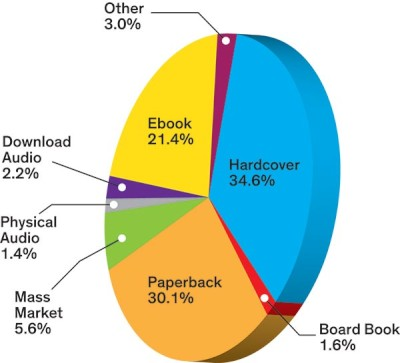 Other
3.0%
Ebook
21.4%
Hardcover
34.6%
Download
Audio
2.2%
Physical
Audio
1.4%
Mass
Market
5.6%
Paperback
30.1%
Board Book
1.6%